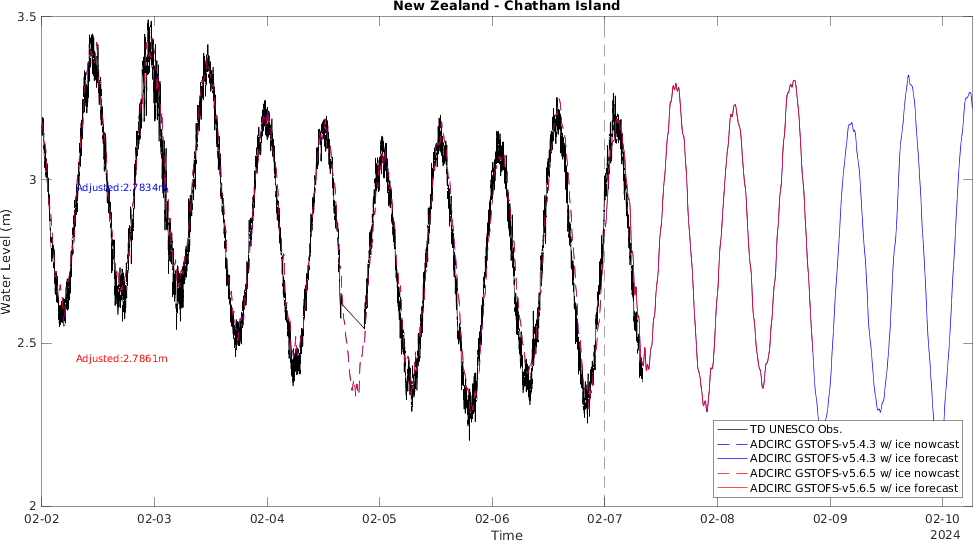 New Zealand - Chatham Island
3.5
3
2.5
2
Water Level (m)
Adjusted:2.7834m
Adjusted:2.7861m
TD UNESCO Obs.
ADCIRC GSTOFS-v5.4.3 w/ ice nowcast
ADCIRC GSTOFS-v5.4.3 w/ ice forecast
ADCIRC GSTOFS-v5.6.5 w/ ice nowcast
ADCIRC GSTOFS-v5.6.5 w/ ice forecast
02-02 02-03 02-04 02-05 02-06 02-07 02-08 02-09 02-10
Time 2024